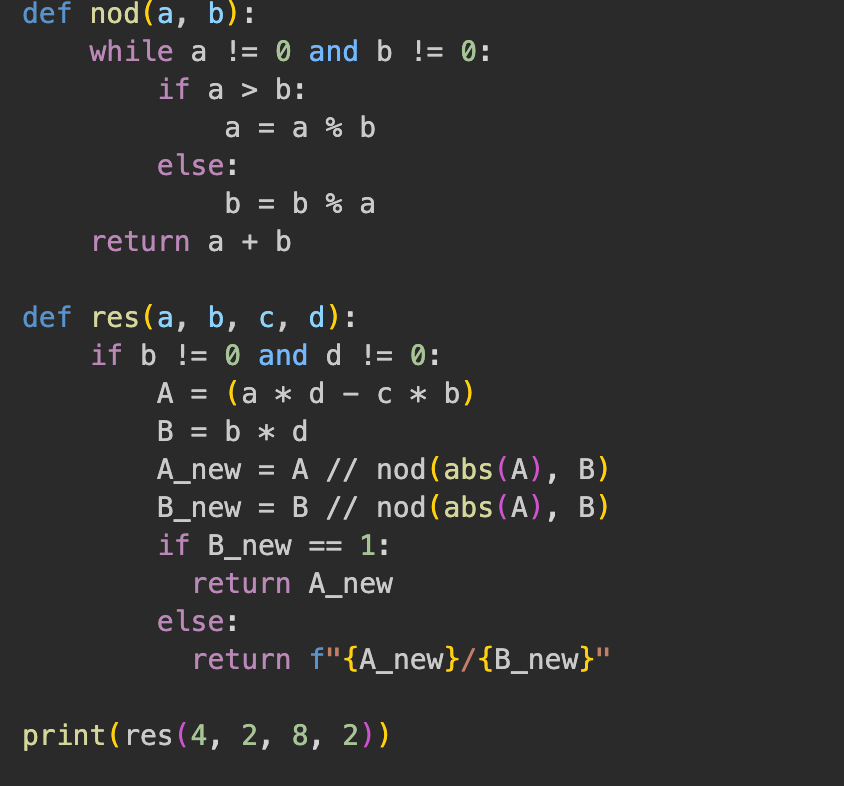 def nod(a, b):
    while a != 0 and b != 0:
        if a > b:
            a = a % b
        else:
            b = b % a
    return a + b

def res(a, b, c, d):
    if b != 0 and d != 0:
        A = (a * d - c * b)
        B = b * d
        A_new = A // nod(abs(A), B)
        B_new = B // nod(abs(A), B)
        if B_new == 1:
          return A_new
        else:
          return f"{A_new}/{B_new}"

print(res(4, 2, 8, 2))